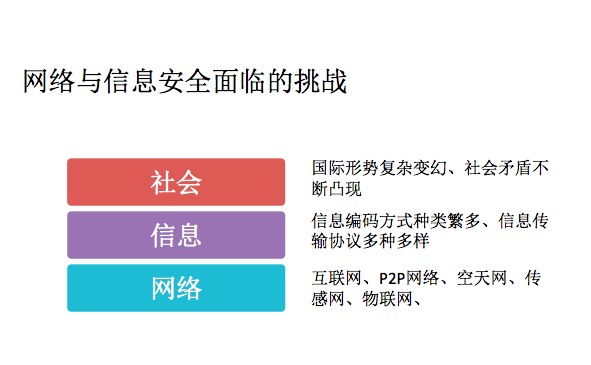 网络与信息安全面临的挑战
社会
国际形势复杂变幻、社会矛盾不
断凸现
信息
信息编码方式种类繁多、信息传
输协议多种多样
网络
互联网、P2P网络、空天网、传
感网、物联网、